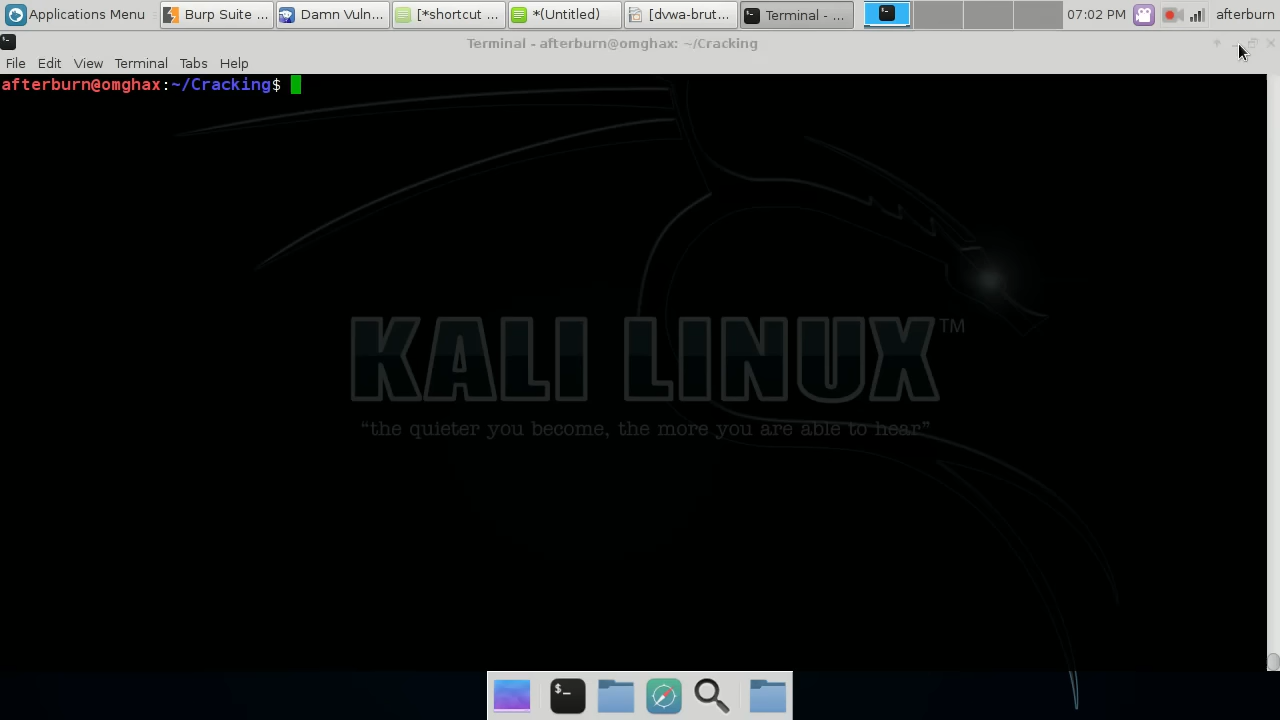 Applications Menu Burp Suite ... Damn Vuln... [*shortcut ... *(Untitled) [dvwa-brut... Terminal - ... 07:02 PM afterburn
Terminal - afterburn@omghax: ~/Cracking
File Edit View Terminal Tabs Help
afterburn@omghax:~/Cracking$
KALI LINUX™
“the quieter you become, the more you are able to hear”
$_